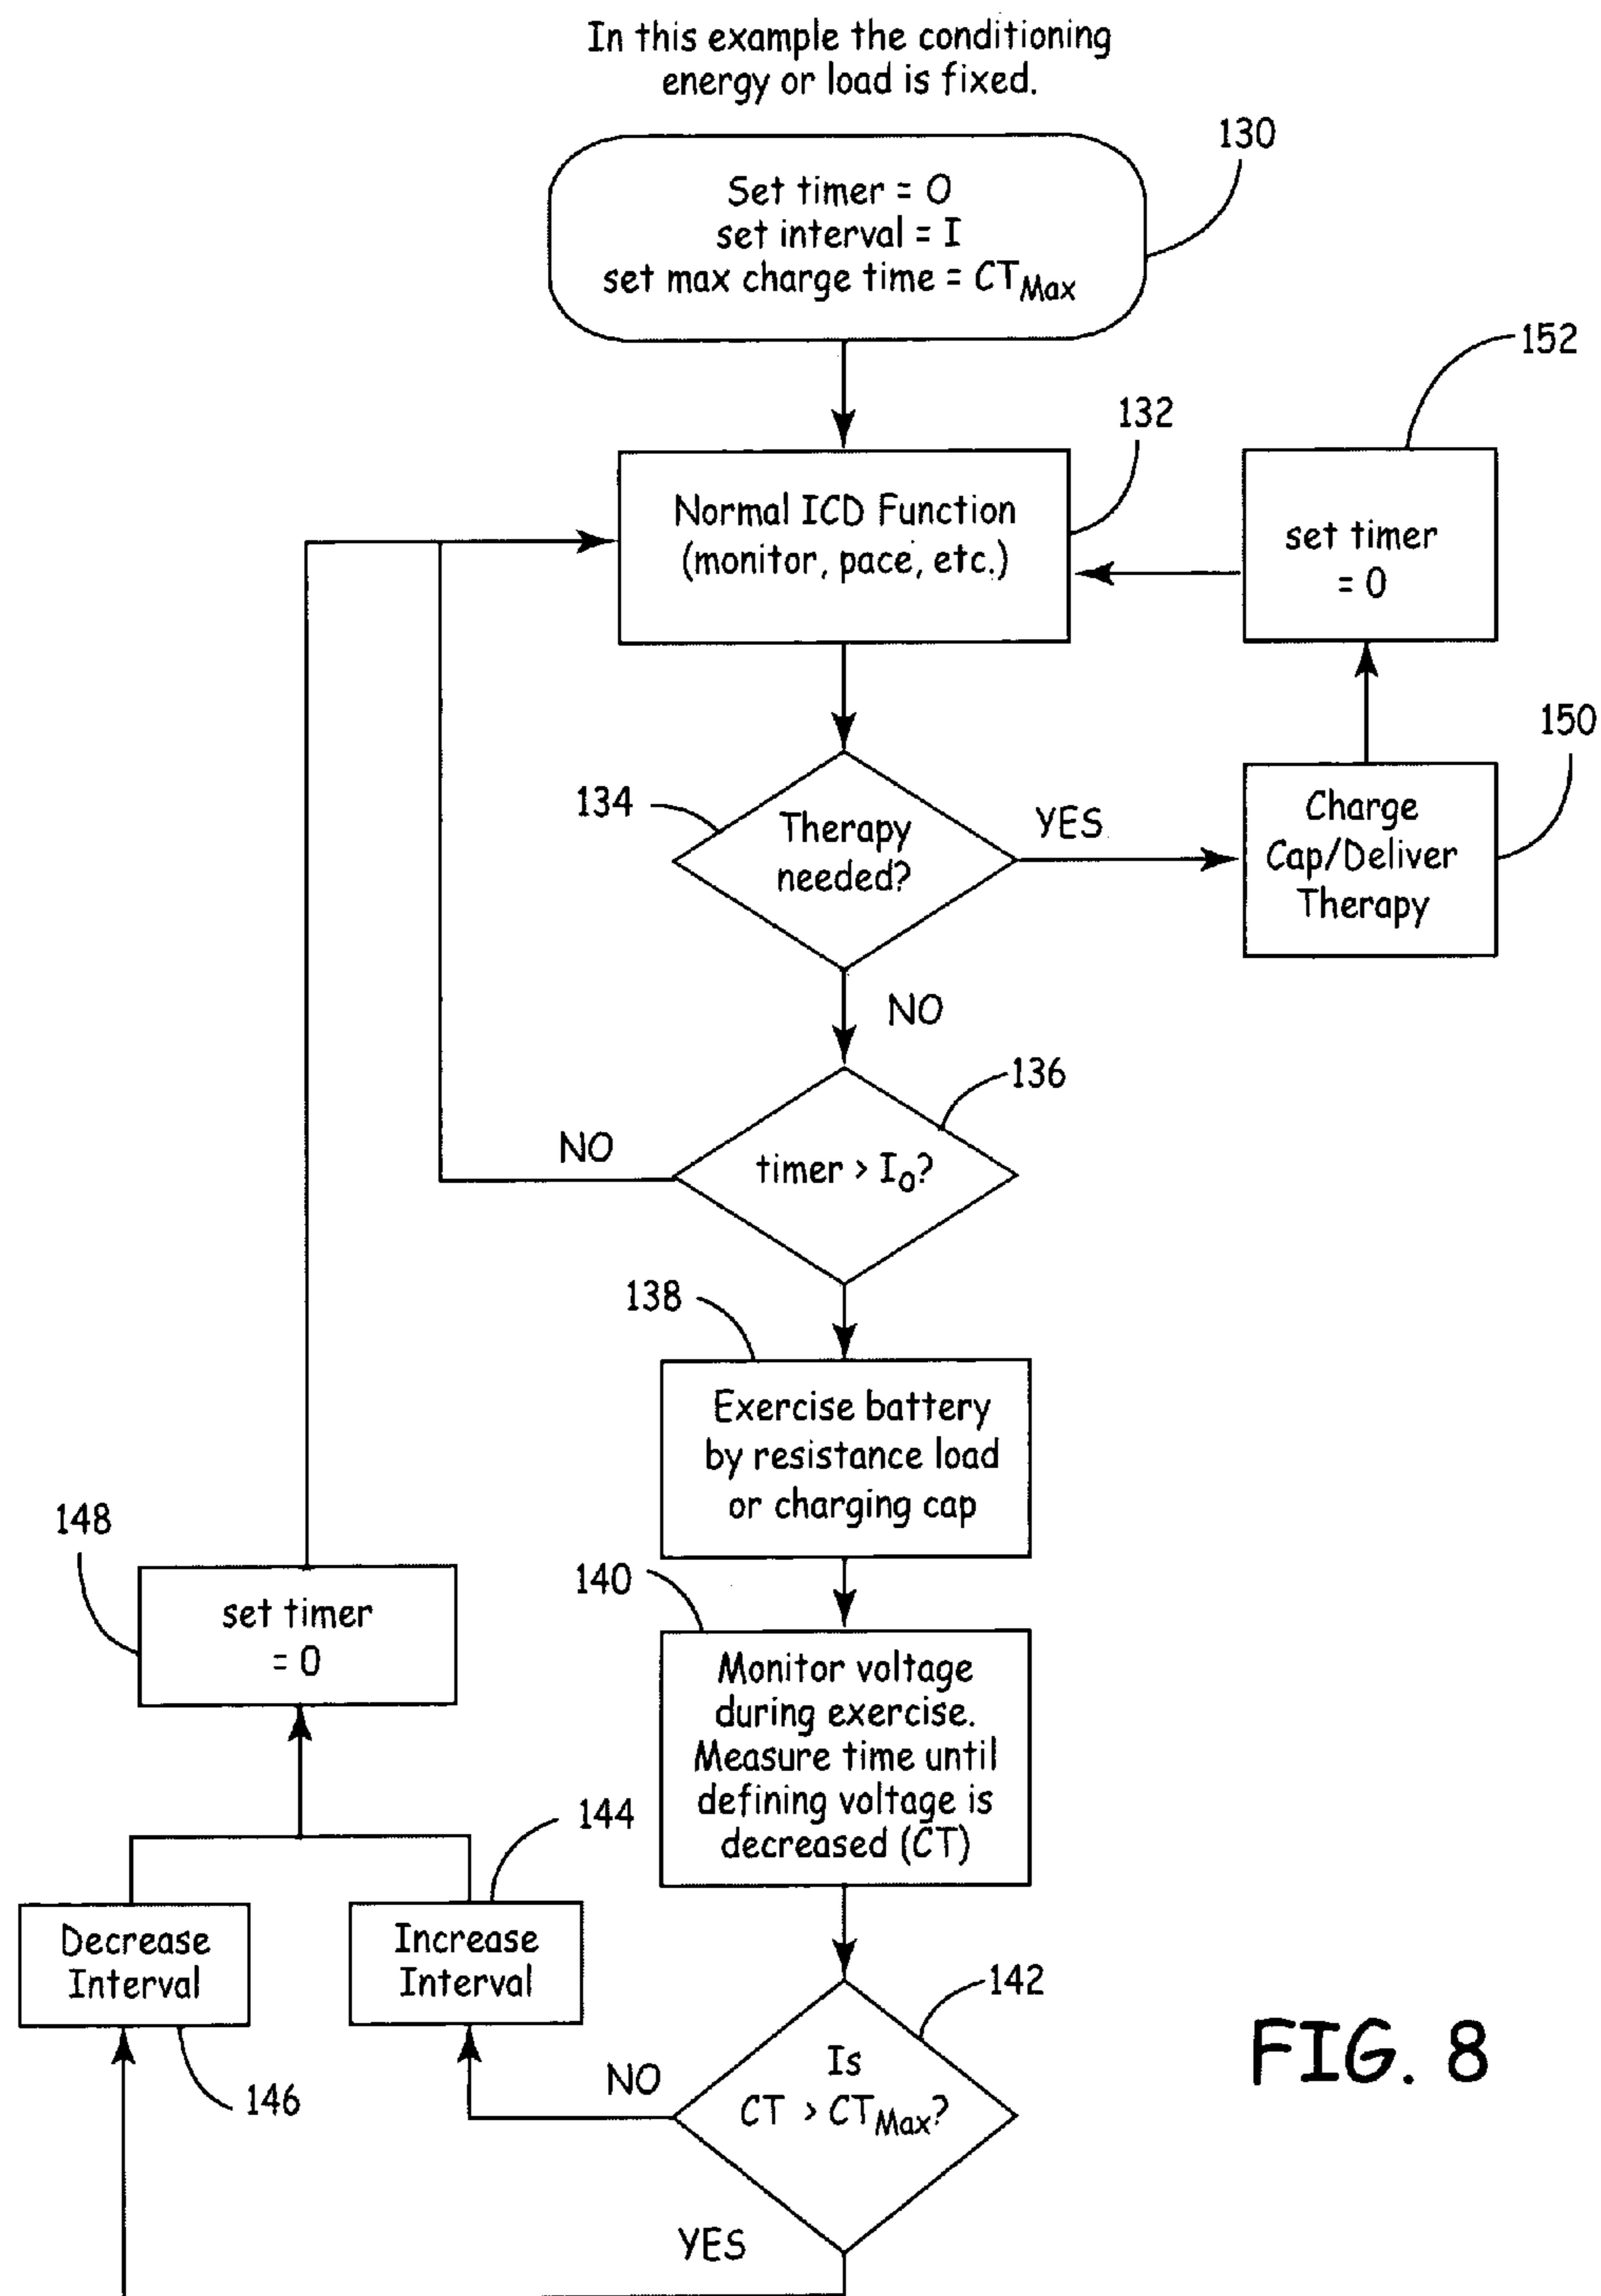 In this example the conditioning
energy or load is fixed.
130
Set timer = O
set interval = I
set max charge time = CTMax
152
132
Normal ICD Function
(monitor, pace, etc.)
set timer
= 0
150
134
Therapy
needed?
YES
Charge
Cap/Deliver
Therapy
NO
136
NO
timer > I0?
138
Exercise battery
by resistance load
or charging cap
148
140
set timer
= 0
Monitor voltage
during exercise.
Measure time until
defining voltage is
decreased (CT)
144
Decrease
Interval
Increase
Interval
142
146
NO
Is
CT > CTMax?
YES
FIG. 8